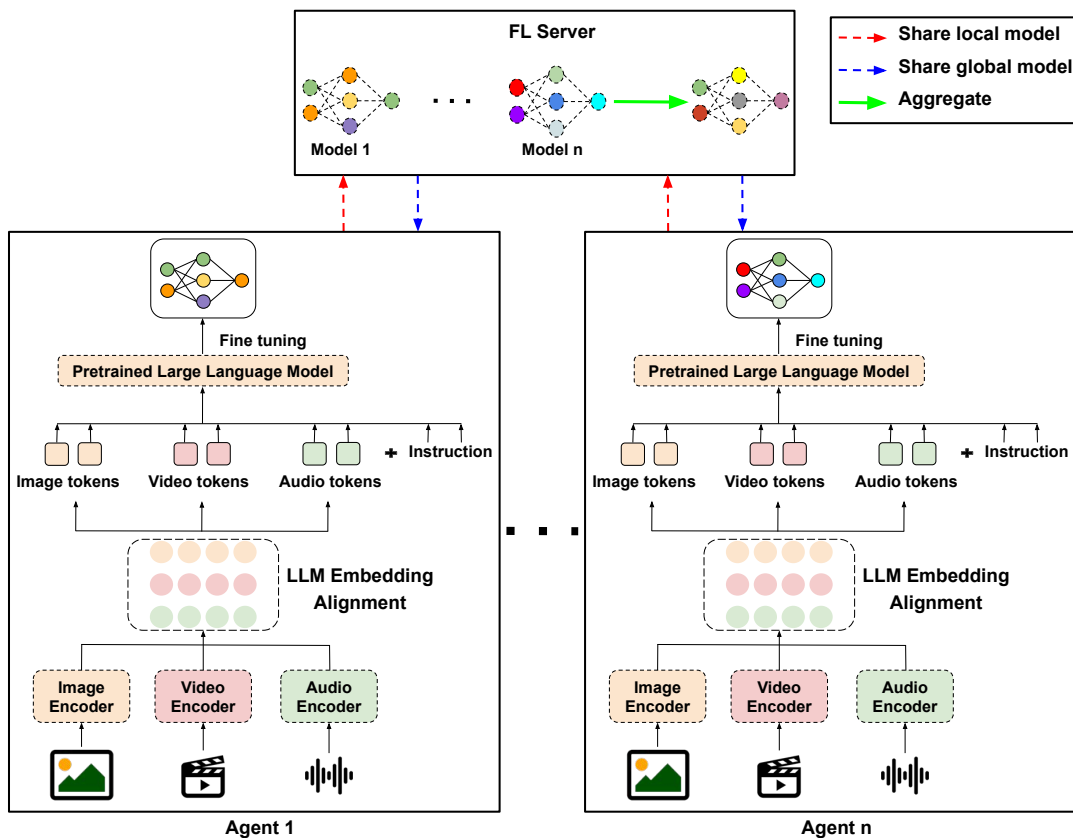 FL Server
Model 1
Model n
Share local model
Share global model
Aggregate
Fine tuning
Pretrained Large Language Model
Image tokens
Video tokens
Audio tokens
+
Instruction
LLM Embedding
Alignment
Image
Encoder
Video
Encoder
Audio
Encoder
Agent 1
Fine tuning
Pretrained Large Language Model
Image tokens
Video tokens
Audio tokens
+
Instruction
LLM Embedding
Alignment
Image
Encoder
Video
Encoder
Audio
Encoder
Agent n